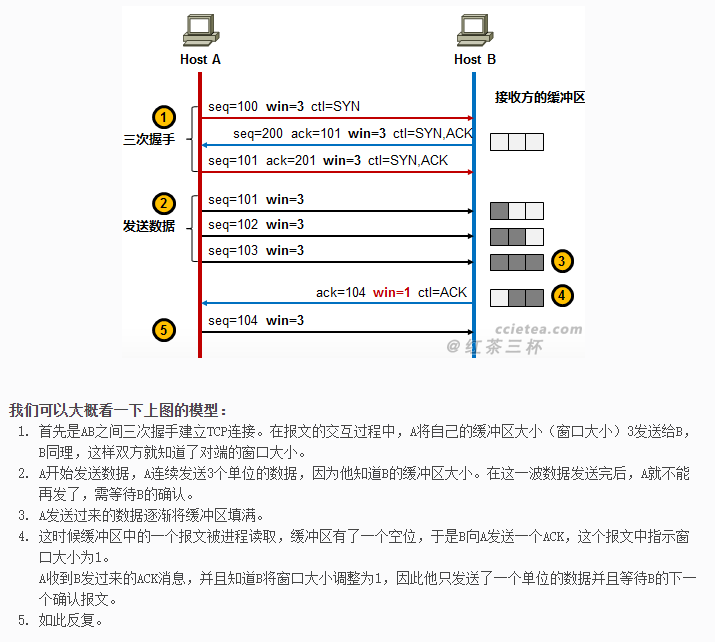 Host A
Host B
接收方的缓冲区
seq=100 win=3 ctl=SYN
1
三次握手
seq=200 ack=101 win=3 ctl=SYN,ACK
seq=101 ack=201 win=3 ctl=SYN,ACK
2
发送数据
seq=101 win=3
seq=102 win=3
seq=103 win=3
3
ack=104 win=1 ctl=ACK
4
5
seq=104 win=3
ccietea.com
@红茶三杯
我们可以大概看一下上图的模型：
1. 首先是AB之间三次握手建立TCP连接。在报文的交互过程中，A将自己的缓冲区大小（窗口大小）3发送给B，
B同理，这样双方就知道了对端的窗口大小。
2. A开始发送数据，A连续发送3个单位的数据，因为他知道B的缓冲区大小。在这一波数据发送完后，A就不能
再发了，需等待B的确认。
3. A发送过来的数据逐渐将缓冲区填满。
4. 这时候缓冲区中的一个报文被进程读取，缓冲区有了一个空位，于是B向A发送一个ACK，这个报文中指示窗
口大小为1。
A收到B发过来的ACK消息，并且知道B将窗口大小调整为1，因此他只发送了一个单位的数据并且等待B的下一
个确认报文。
5. 如此反复。